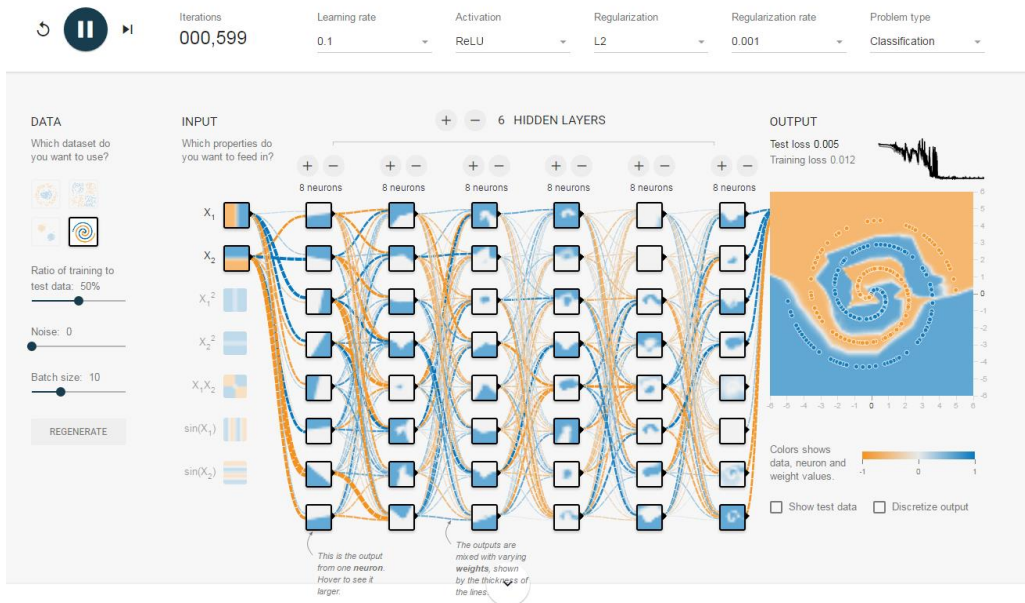 Iterations
000,599
Learning rate
0.1
Activation
ReLU
Regularization
L2
Regularization rate
0.001
Problem type
Classification
DATA
Which dataset do
you want to use?
Ratio of training to
test data: 50%
Noise: 0
Batch size: 10
REGENERATE
INPUT
Which properties do
you want to feed in?
X1
X2
X1²
X2²
X1X2
sin(X1)
sin(X2)
+ − 6 HIDDEN LAYERS
+ − + − + − + − + − + −
8 neurons 8 neurons 8 neurons 8 neurons 8 neurons 8 neurons
This is the output
from one neuron.
Hover to see it
larger.
The outputs are
mixed with varying
weights, shown
by the thickness of
the lines.
OUTPUT
Test loss 0.005
Training loss 0.012
6
5
4
3
2
1
0
-1
-2
-3
-4
-5
-6
-6 -5 -4 -3 -2 -1 0 1 2 3 4 5 6
Colors shows
data, neuron and
weight values.
-1 0 1
Show test data
Discretize output